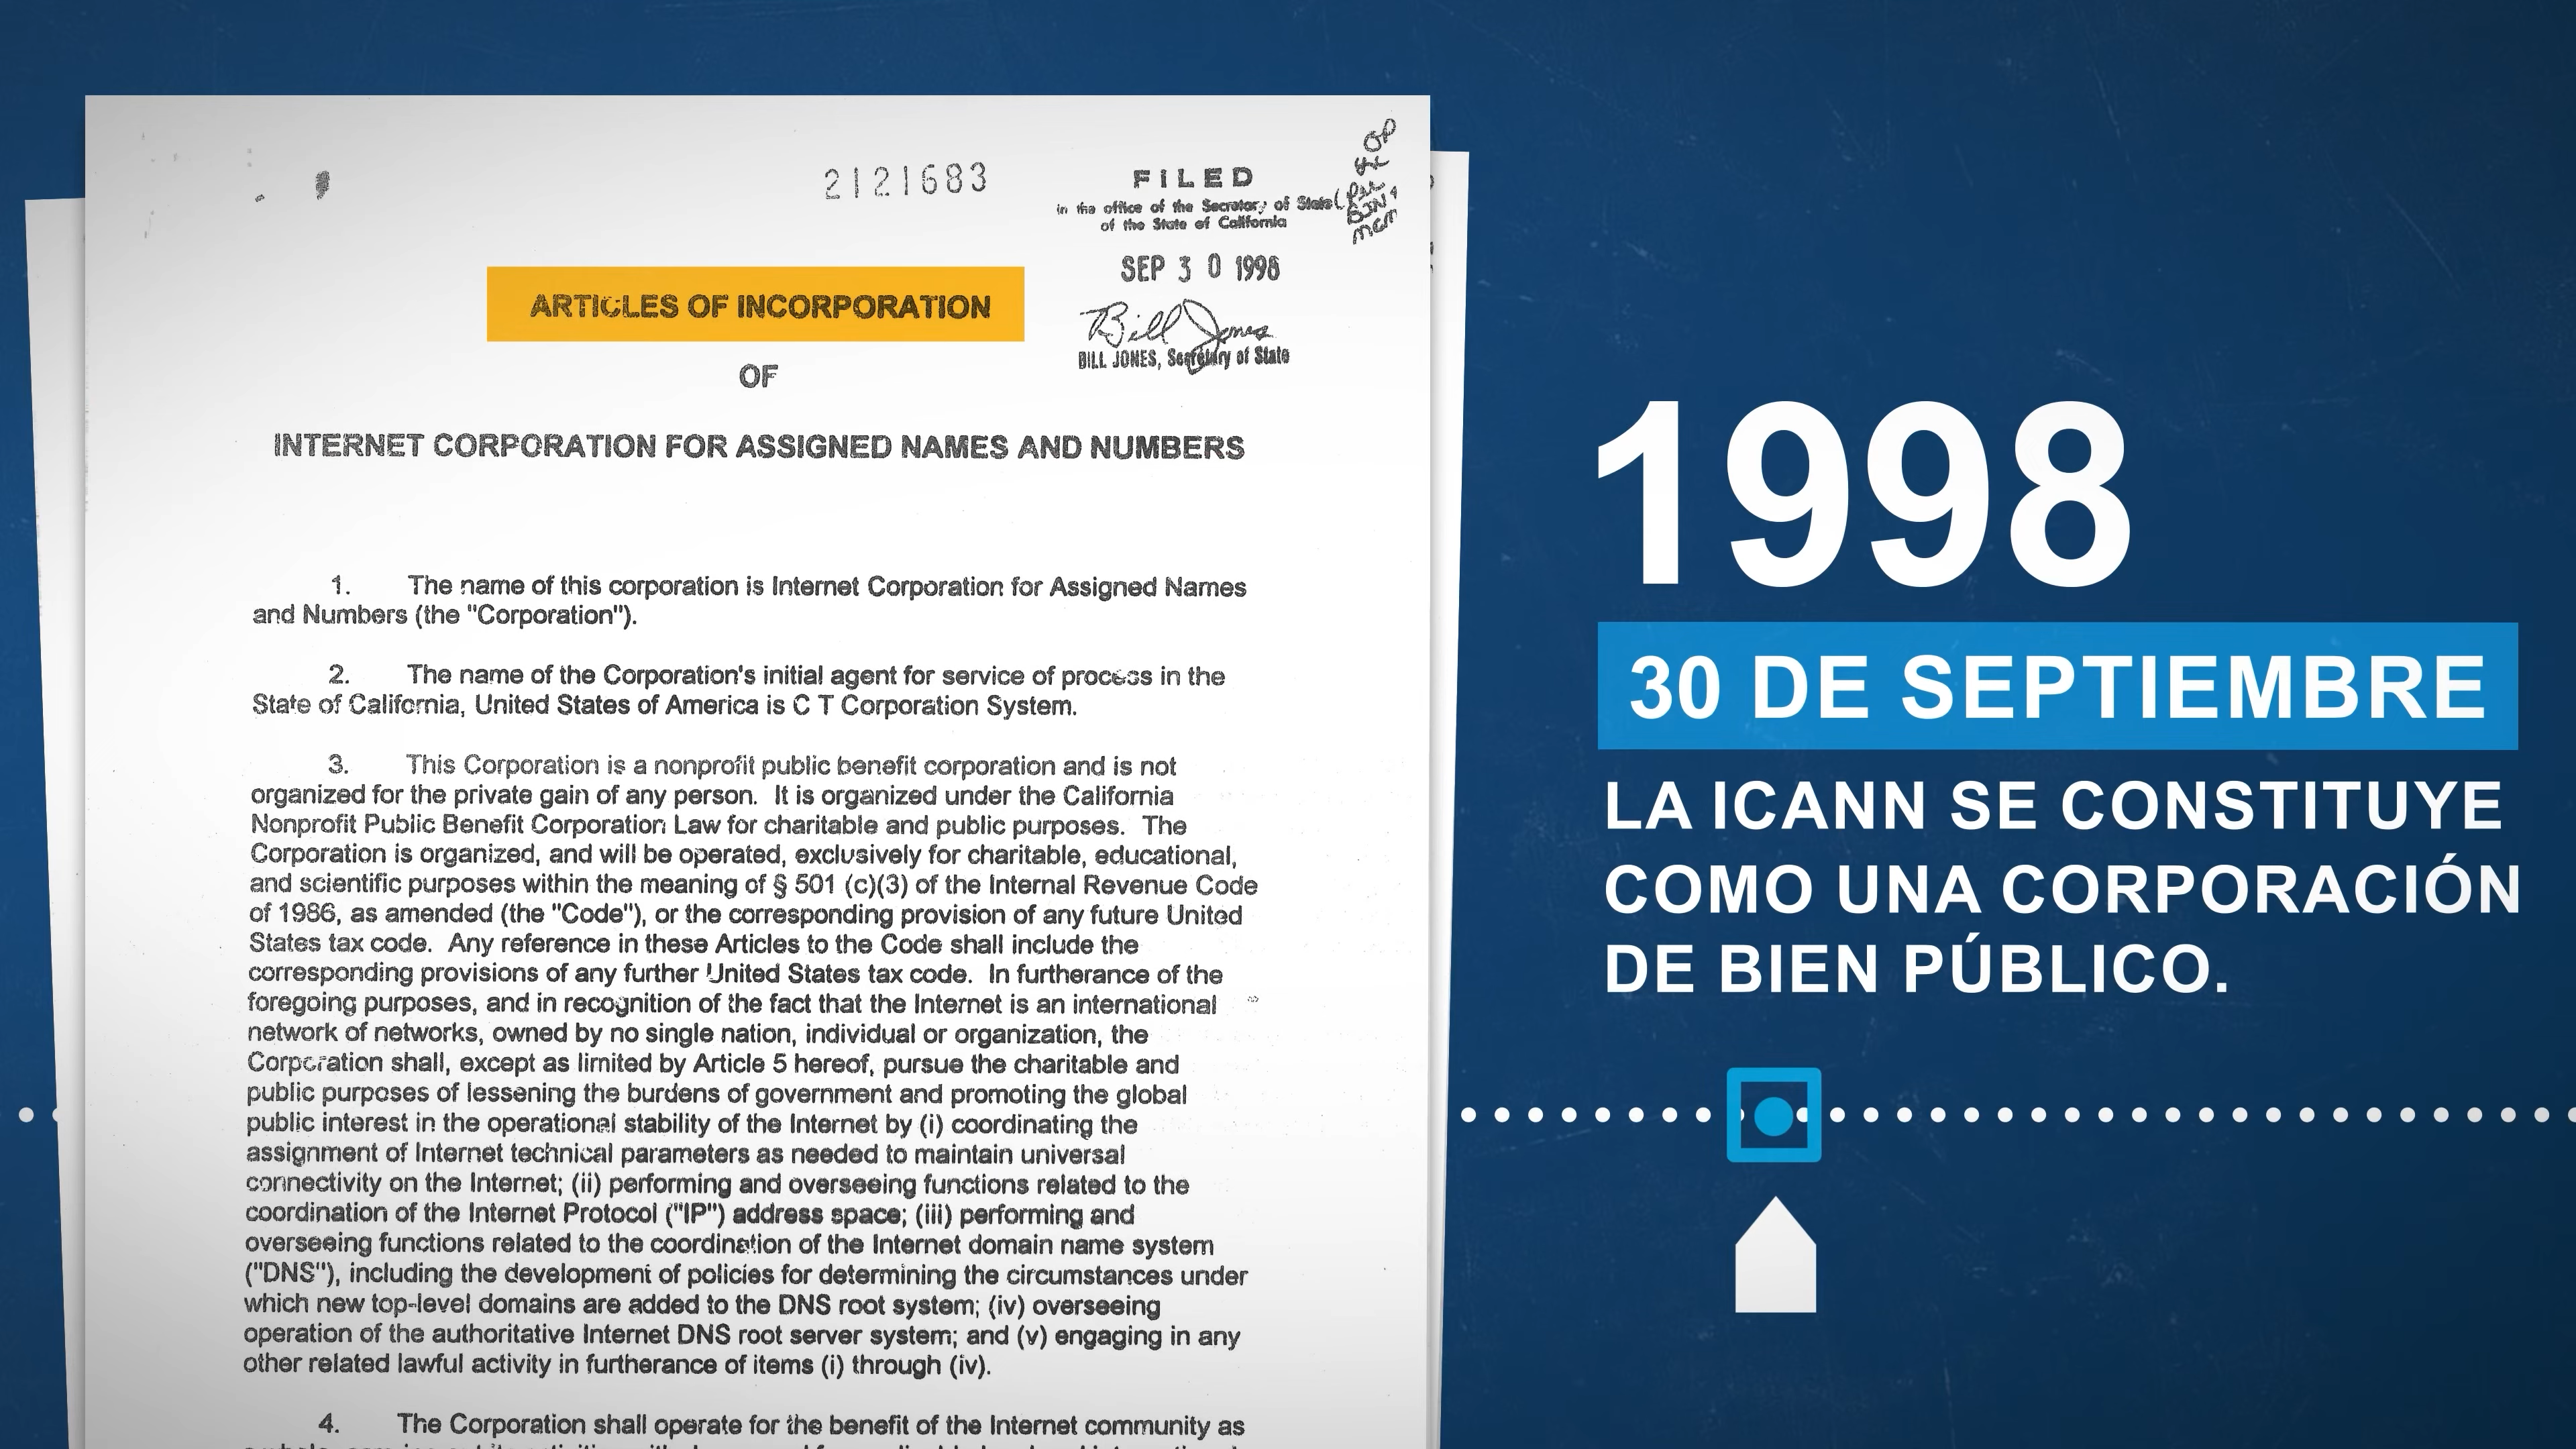 2121683
FILED
in the office of the Secretary of State
of the State of California
SEP 30 1998
Bill Jones
BILL JONES, Secretary of State
ARTICLES OF INCORPORATION
OF
INTERNET CORPORATION FOR ASSIGNED NAMES AND NUMBERS
1. The name of this corporation is Internet Corporation for Assigned Names
and Numbers (the "Corporation").
2. The name of the Corporation's initial agent for service of process in the
State of California, United States of America is C T Corporation System.
3. This Corporation is a nonprofit public benefit corporation and is not
organized for the private gain of any person. It is organized under the California
Nonprofit Public Benefit Corporation Law for charitable and public purposes. The
Corporation is organized, and will be operated, exclusively for charitable, educational,
and scientific purposes within the meaning of § 501 (c)(3) of the Internal Revenue Code
of 1986, as amended (the "Code"), or the corresponding provision of any future United
States tax code. Any reference in these Articles to the Code shall include the
corresponding provisions of any further United States tax code. In furtherance of the
foregoing purposes, and in recognition of the fact that the Internet is an international
network of networks, owned by no single nation, individual or organization, the
Corporation shall, except as limited by Article 5 hereof, pursue the charitable and
public purposes of lessening the burdens of government and promoting the global
public interest in the operational stability of the Internet by (i) coordinating the
assignment of Internet technical parameters as needed to maintain universal
connectivity on the Internet; (ii) performing and overseeing functions related to the
coordination of the Internet Protocol ("IP") address space; (iii) performing and
overseeing functions related to the coordination of the Internet domain name system
("DNS"), including the development of policies for determining the circumstances under
which new top-level domains are added to the DNS root system; (iv) overseeing
operation of the authoritative Internet DNS root server system; and (v) engaging in any
other related lawful activity in furtherance of items (i) through (iv).
4. The Corporation shall operate for the benefit of the Internet community as
1998
30 DE SEPTIEMBRE
LA ICANN SE CONSTITUYE
COMO UNA CORPORACIÓN
DE BIEN PÚBLICO.